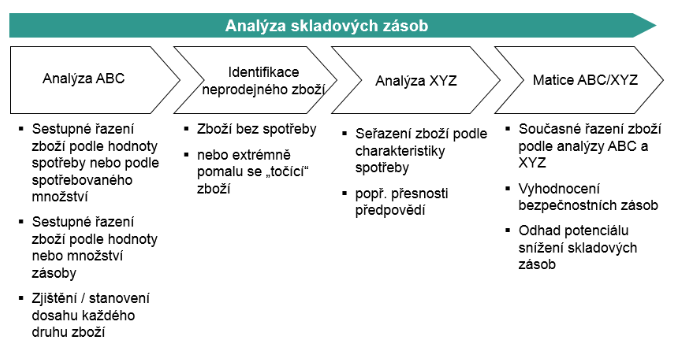 Analýza skladových zásob
Analýza ABC
Identifikace
neprodejného zboží
Analýza XYZ
Matice ABC/XYZ
▪ Sestupné řazení
zboží podle hodnoty
spotřeby nebo podle
spotřebovaného
množství
▪ Sestupné řazení
zboží podle hodnoty
nebo množství
zásoby
▪ Zjištění / stanovení
dosahu každého
druhu zboží
▪ Zboží bez spotřeby
▪ nebo extrémně
pomalu se „točící“
zboží
▪ Seřazení zboží podle
charakteristiky
spotřeby
▪ popř. přesnosti
předpovědí
▪ Současné řazení zboží
podle analýzy ABC a
XYZ
▪ Vyhodnocení
bezpečnostních zásob
▪ Odhad potenciálu
snížení skladových
zásob